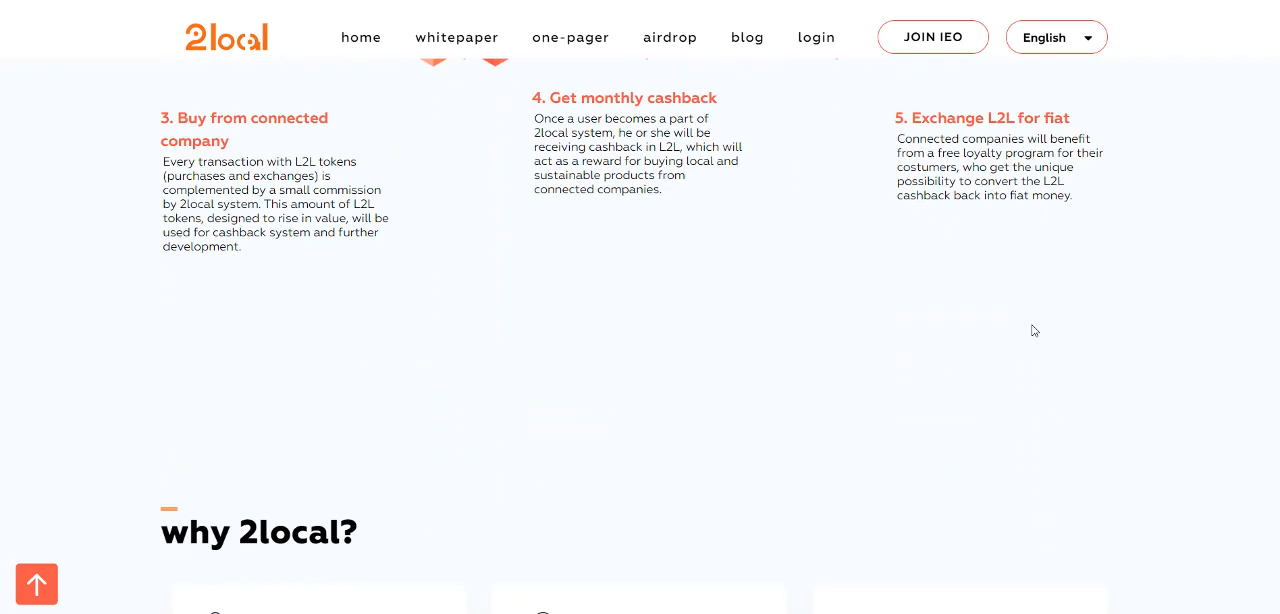 2local
home
whitepaper
one-pager
airdrop
blog
login
JOIN IEO
English
3. Buy from connected
company
Every transaction with L2L tokens
(purchases and exchanges) is
complemented by a small commission
by 2local system. This amount of L2L
tokens, designed to rise in value, will be
used for cashback system and further
development.
4. Get monthly cashback
Once a user becomes a part of
2local system, he or she will be
receiving cashback in L2L, which will
act as a reward for buying local and
sustainable products from
connected companies.
5. Exchange L2L for fiat
Connected companies will benefit
from a free loyalty program for their
costumers, who get the unique
possibility to convert the L2L
cashback back into fiat money.
why 2local?